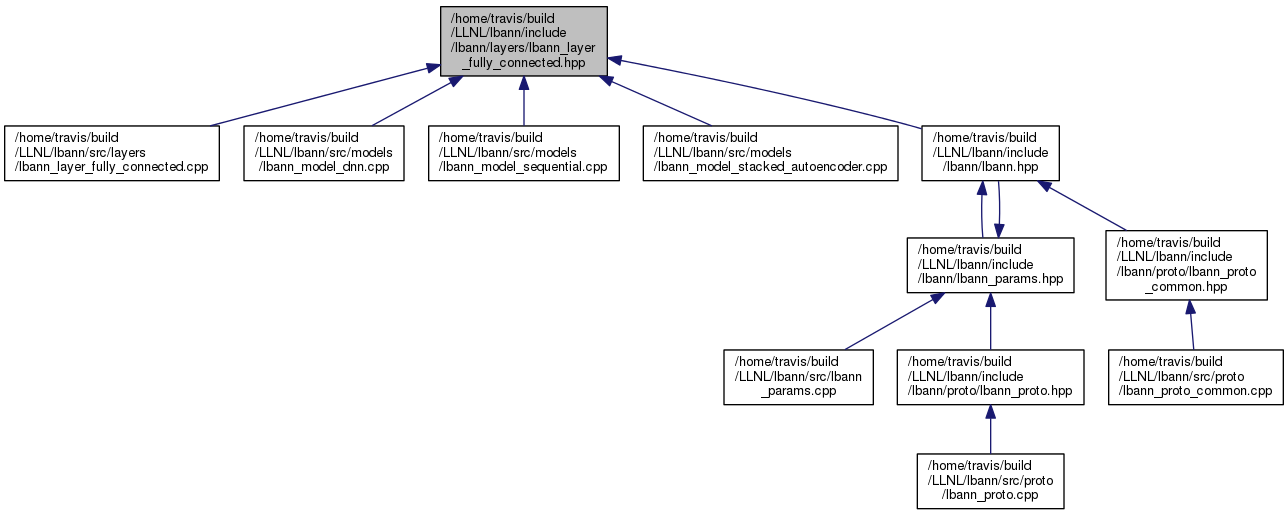 /home/travis/build
/LLNL/lbann/include
/lbann/layers/lbann_layer
_fully_connected.hpp
/home/travis/build
/LLNL/lbann/src/layers
/lbann_layer_fully_connected.cpp
/home/travis/build
/LLNL/lbann/src/models
/lbann_model_dnn.cpp
/home/travis/build
/LLNL/lbann/src/models
/lbann_model_sequential.cpp
/home/travis/build
/LLNL/lbann/src/models
/lbann_model_stacked_autoencoder.cpp
/home/travis/build
/LLNL/lbann/include
/lbann/lbann.hpp
/home/travis/build
/LLNL/lbann/include
/lbann/lbann_params.hpp
/home/travis/build
/LLNL/lbann/include
/lbann/proto/lbann_proto
_common.hpp
/home/travis/build
/LLNL/lbann/src/lbann
_params.cpp
/home/travis/build
/LLNL/lbann/include
/lbann/proto/lbann_proto.hpp
/home/travis/build
/LLNL/lbann/src/proto
/lbann_proto_common.cpp
/home/travis/build
/LLNL/lbann/src/proto
/lbann_proto.cpp